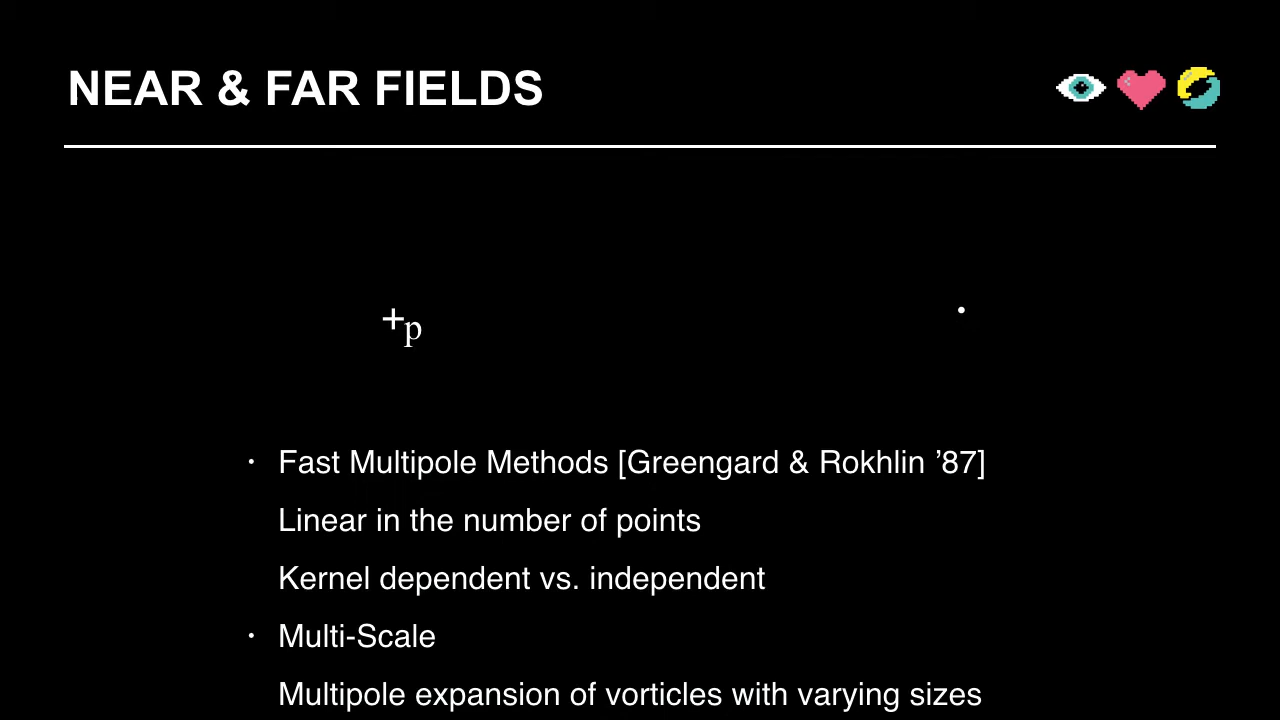 NEAR & FAR FIELDS
+p
• Fast Multipole Methods [Greengard & Rokhlin ’87]
Linear in the number of points
Kernel dependent vs. independent
• Multi-Scale
Multipole expansion of vorticles with varying sizes